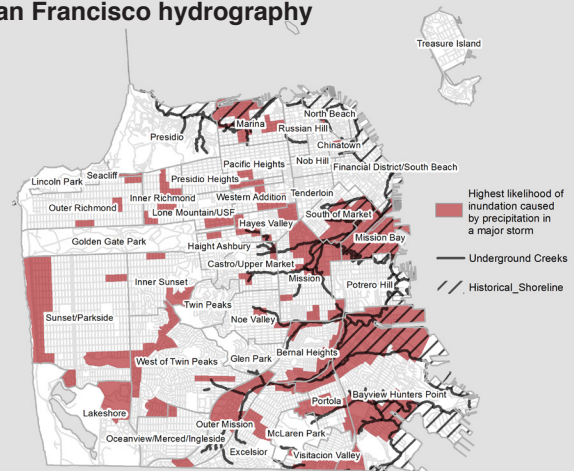 an Francisco hydrography
Treasure Island
North Beach
Marina
Russian Hill
Presidio
Chinatown
Nob Hill
Pacific Heights
Financial District/South Beach
Seacliff
Lincoln Park
Presidio Heights
Tenderloin
Inner Richmond
Western Addition
Outer Richmond
Lone Mountain/USF
South of Market
Hayes Valley
Mission Bay
Golden Gate Park
Haight Ashbury
Castro/Upper Market
Mission
Inner Sunset
Potrero Hill
Twin Peaks
Sunset/Parkside
Noe Valley
Bernal Heights
West of Twin Peaks
Glen Park
Bayview Hunters Point
Portola
Lakeshore
Outer Mission
McLaren Park
Oceanview/Merced/Ingleside
Excelsior
Visitacion Valley
Highest likelihood of
inundation caused
by precipitation in
a major storm
Underground Creeks
Historical_Shoreline